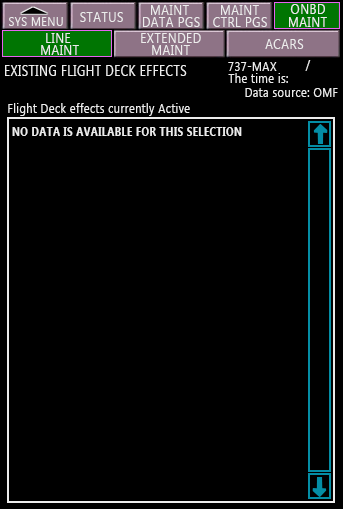 SYS MENU
STATUS
MAINT
DATA PGS
MAINT
CTRL PGS
ONBD
MAINT
LINE
MAINT
EXTENDED
MAINT
ACARS
EXISTING FLIGHT DECK EFFECTS
737-MAX /
The time is:
Data source: OMF
Flight Deck effects currently Active
NO DATA IS AVAILABLE FOR THIS SELECTION